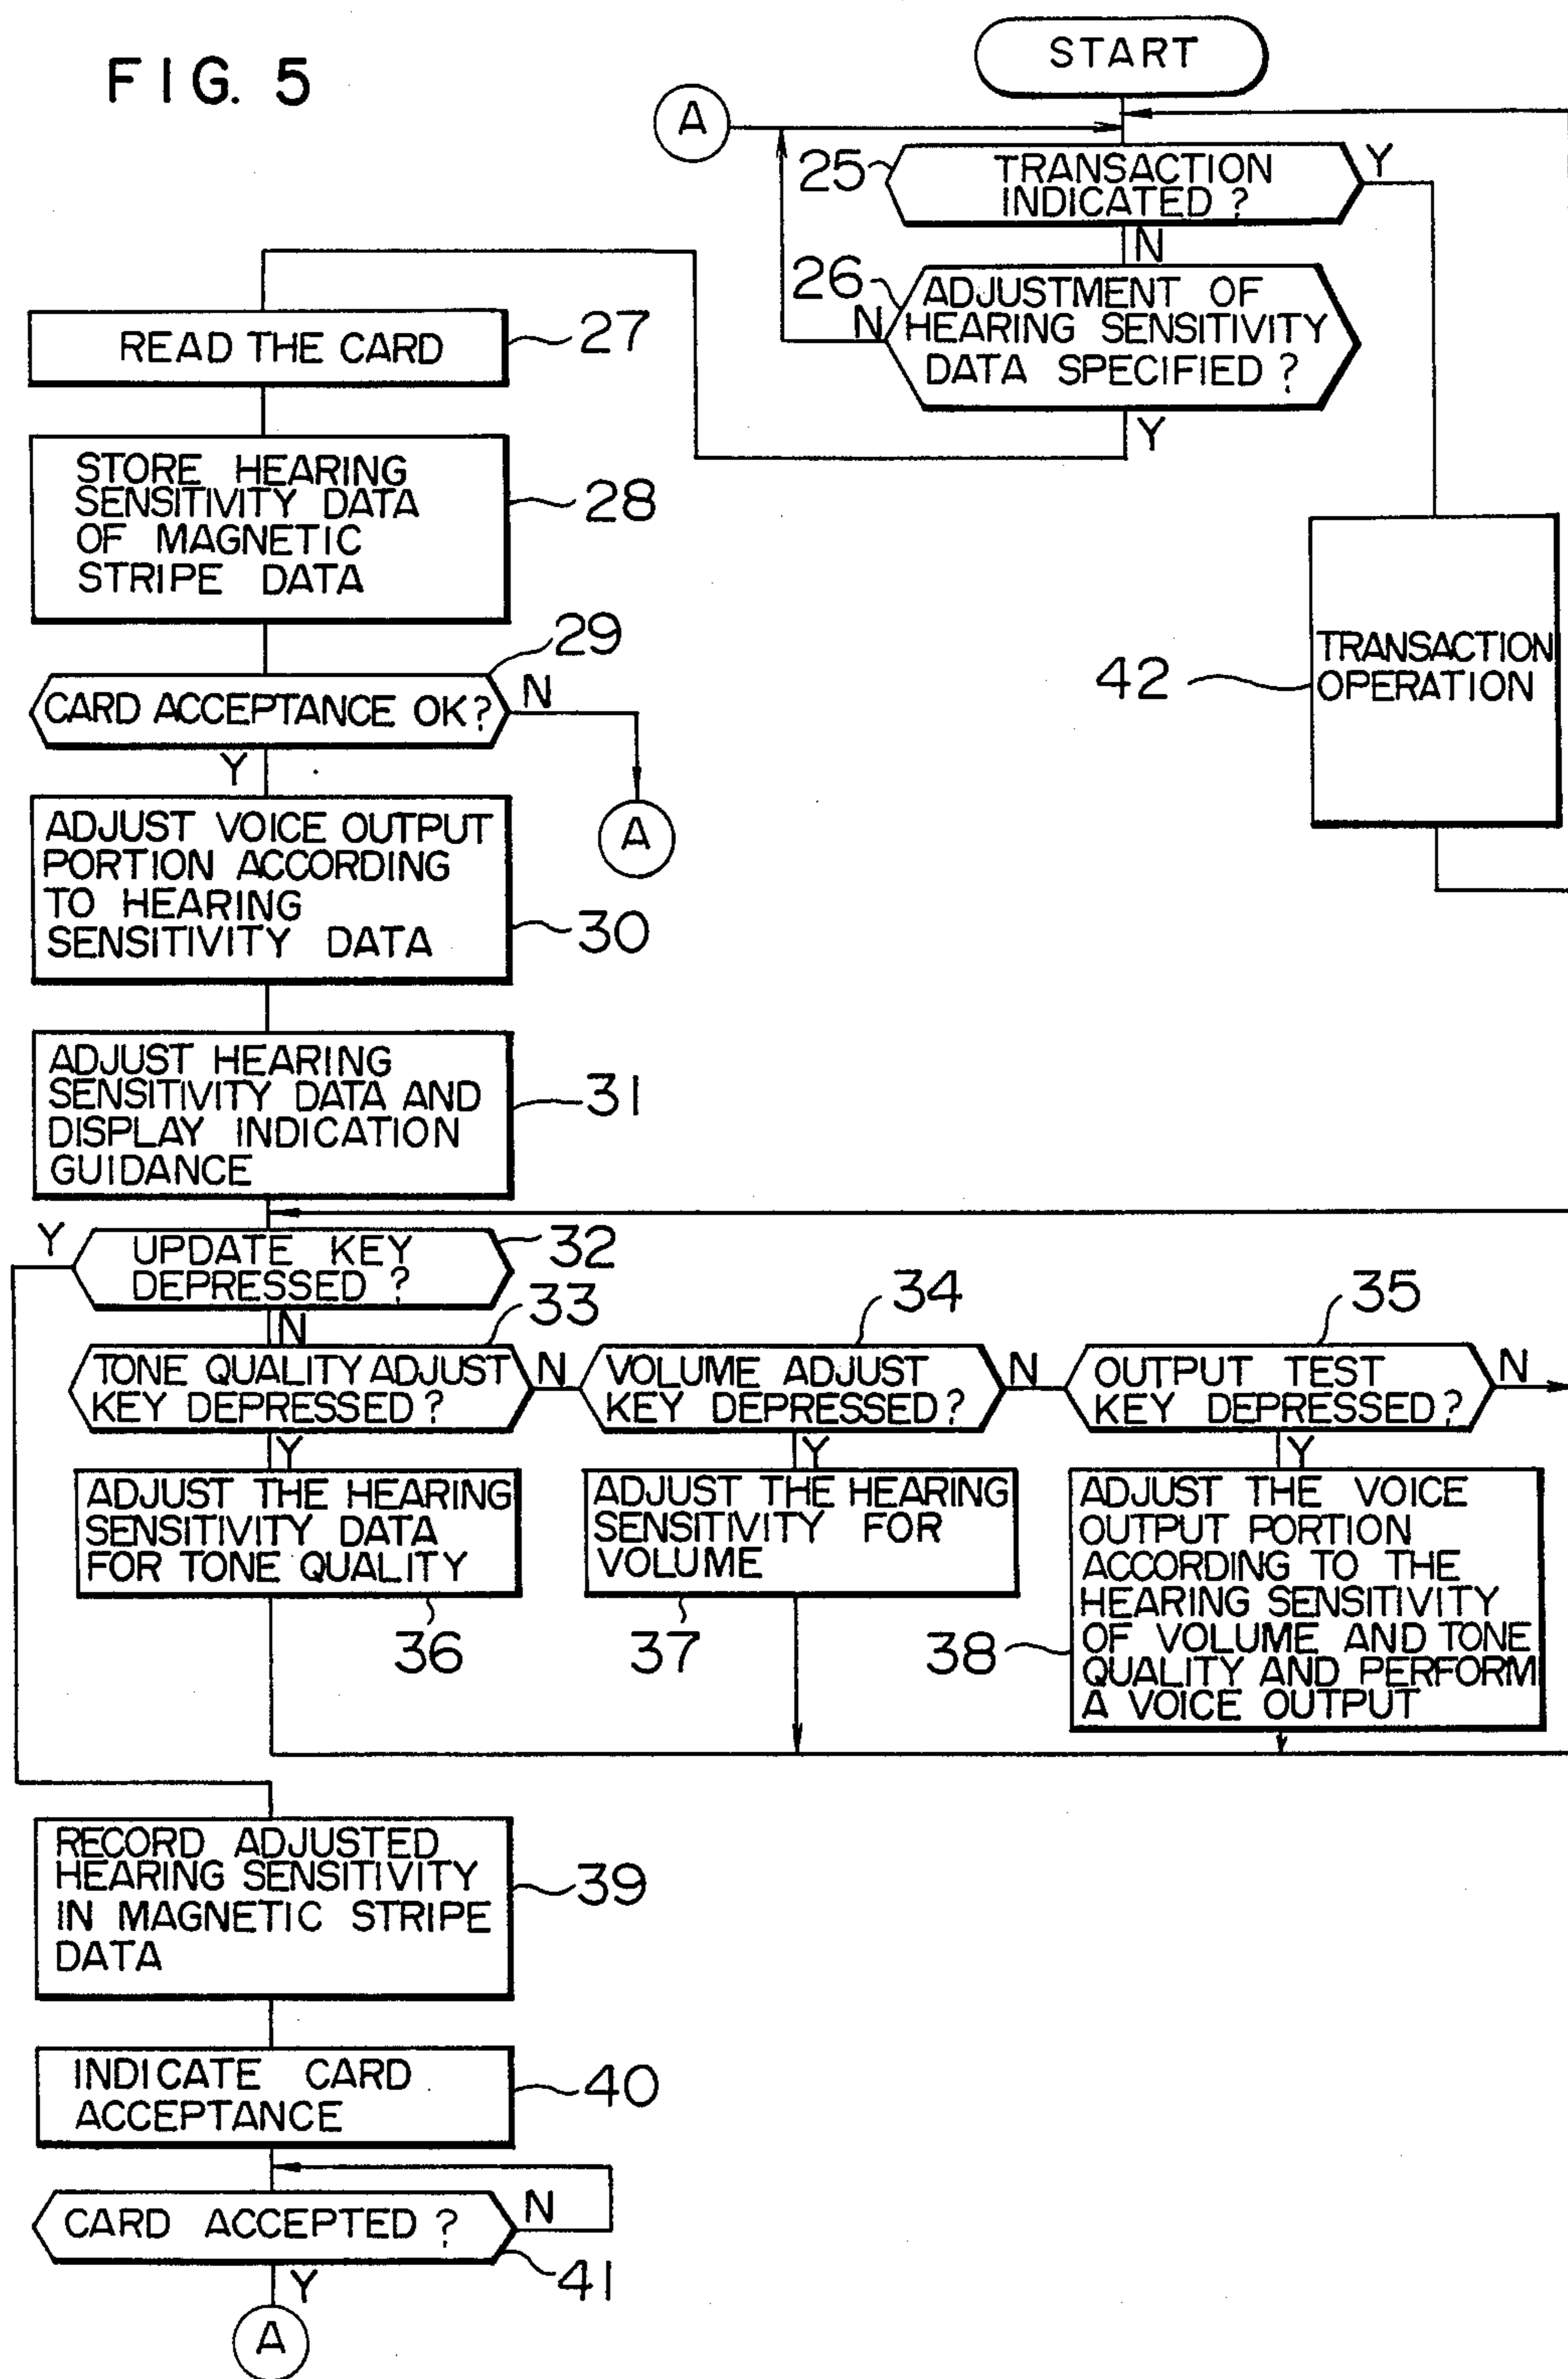 FIG. 5
START
A
25
TRANSACTION
INDICATED ?
Y
N
26
ADJUSTMENT OF
HEARING SENSITIVITY
DATA SPECIFIED ?
N
Y
READ THE CARD
27
STORE HEARING
SENSITIVITY DATA
OF MAGNETIC
STRIPE DATA
28
29
CARD ACCEPTANCE OK?
N
Y
A
42
TRANSACTION
OPERATION
ADJUST VOICE OUTPUT
PORTION ACCORDING
TO HEARING
SENSITIVITY DATA
30
ADJUST HEARING
SENSITIVITY DATA AND
DISPLAY INDICATION
GUIDANCE
31
Y
UPDATE KEY
DEPRESSED ?
32
N
33
TONE QUALITY ADJUST
KEY DEPRESSED ?
N
Y
34
VOLUME ADJUST
KEY DEPRESSED ?
N
Y
35
OUTPUT TEST
KEY DEPRESSED ?
N
Y
ADJUST THE HEARING
SENSITIVITY DATA
FOR TONE QUALITY
36
ADJUST THE HEARING
SENSITIVITY FOR
VOLUME
37
ADJUST THE VOICE
OUTPUT PORTION
ACCORDING TO THE
HEARING SENSITIVITY
OF VOLUME AND TONE
QUALITY AND PERFORM
A VOICE OUTPUT
38
RECORD ADJUSTED
HEARING SENSITIVITY
IN MAGNETIC STRIPE
DATA
39
INDICATE CARD
ACCEPTANCE
40
CARD ACCEPTED ?
N
41
Y
A